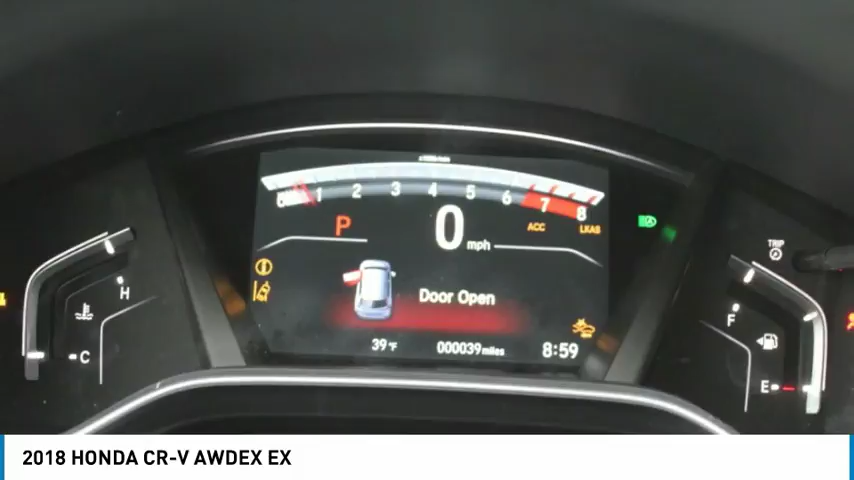 0 1 2 3 4 5 6 7 8
P 0 mph ACC LKAS
TRIP
H
F
Door Open
C
39°F 000039 miles 8:59
E
2018 HONDA CR-V AWDEX EX